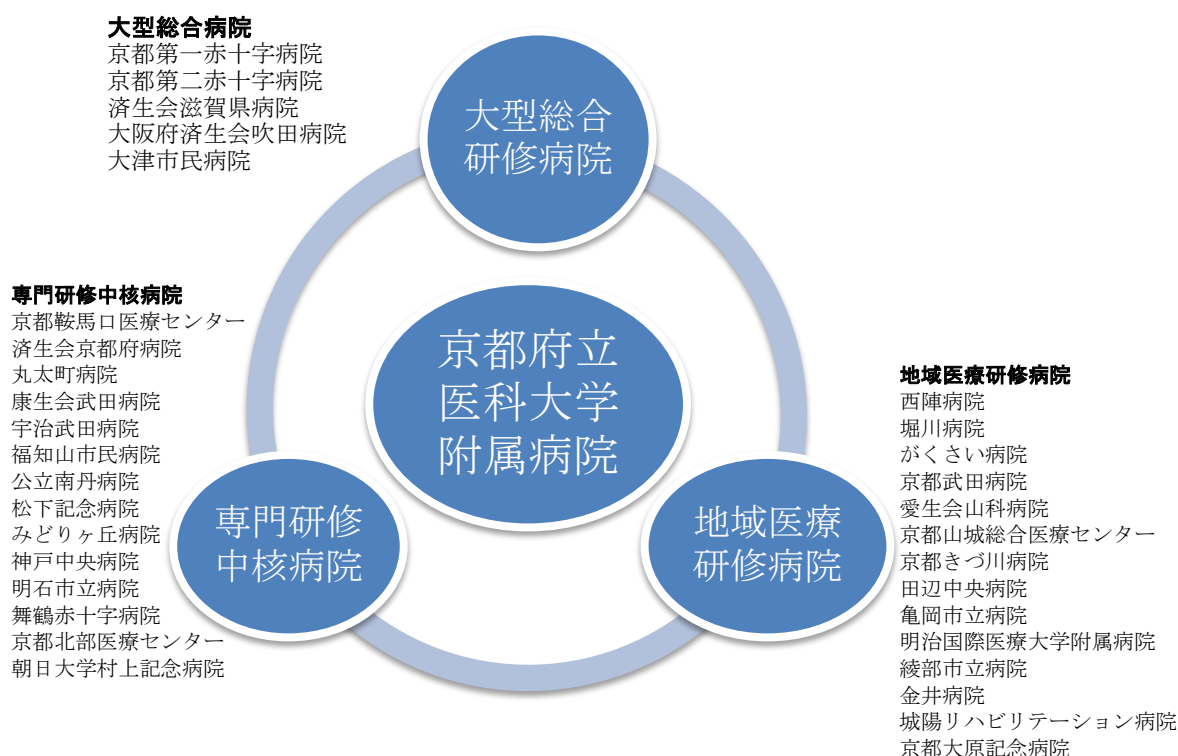 大型総合病院
京都第一赤十字病院
京都第二赤十字病院
済生会滋賀県病院
大阪府済生会吹田病院
大津市民病院
大型総合
研修病院
専門研修中核病院
京都鞍馬口医療センター
済生会京都府病院
丸太町病院
康生会武田病院
宇治武田病院
福知山市民病院
公立南丹病院
松下記念病院
みどりヶ丘病院
神戸中央病院
明石市立病院
舞鶴赤十字病院
京都北部医療センター
朝日大学村上記念病院
京都府立
医科大学
附属病院
専門研修
中核病院
地域医療
研修病院
地域医療研修病院
西陣病院
堀川病院
がくさい病院
京都武田病院
愛生会山科病院
京都山城総合医療センター
京都きづ川病院
田辺中央病院
亀岡市立病院
明治国際医療大学附属病院
綾部市立病院
金井病院
城陽リハビリテーション病院
京都大原記念病院